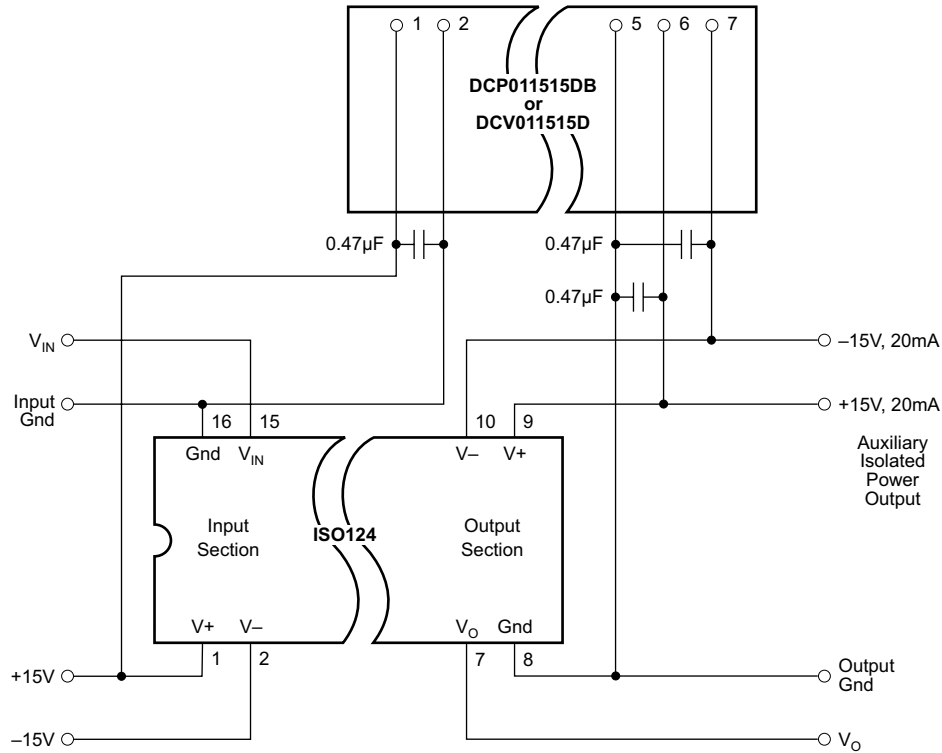 1 2 5 6 7
DCP011515DB
or
DCV011515D
0.47µF 0.47µF
0.47µF
V_IN –15V, 20mA
Input
Gnd
+15V, 20mA
16 15 10 9
Gnd V_IN V– V+
Auxiliary
Isolated
Power
Output
Input
Section
ISO124
Output
Section
V+ V– V_O Gnd
1 2 7 8
+15V
Output
Gnd
–15V V_O